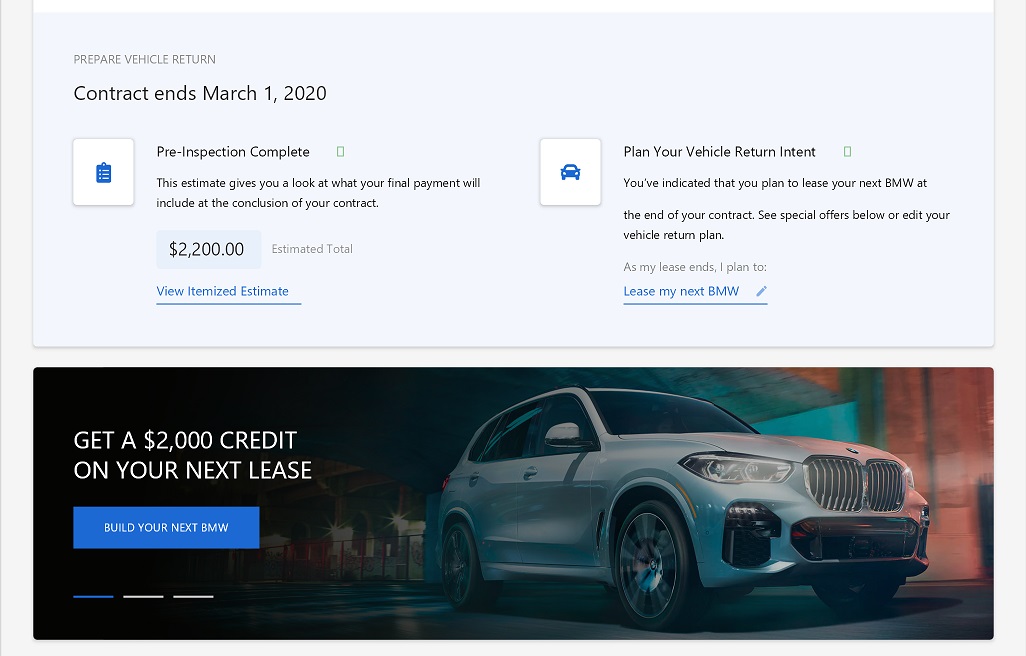 PREPARE VEHICLE RETURN
Contract ends March 1, 2020
Pre-Inspection Complete
This estimate gives you a look at what your final payment will
include at the conclusion of your contract.
$2,200.00 Estimated Total
View Itemized Estimate
Plan Your Vehicle Return Intent
You've indicated that you plan to lease your next BMW at
the end of your contract. See special offers below or edit your
vehicle return plan.
As my lease ends, I plan to:
Lease my next BMW
GET A $2,000 CREDIT
ON YOUR NEXT LEASE
BUILD YOUR NEXT BMW